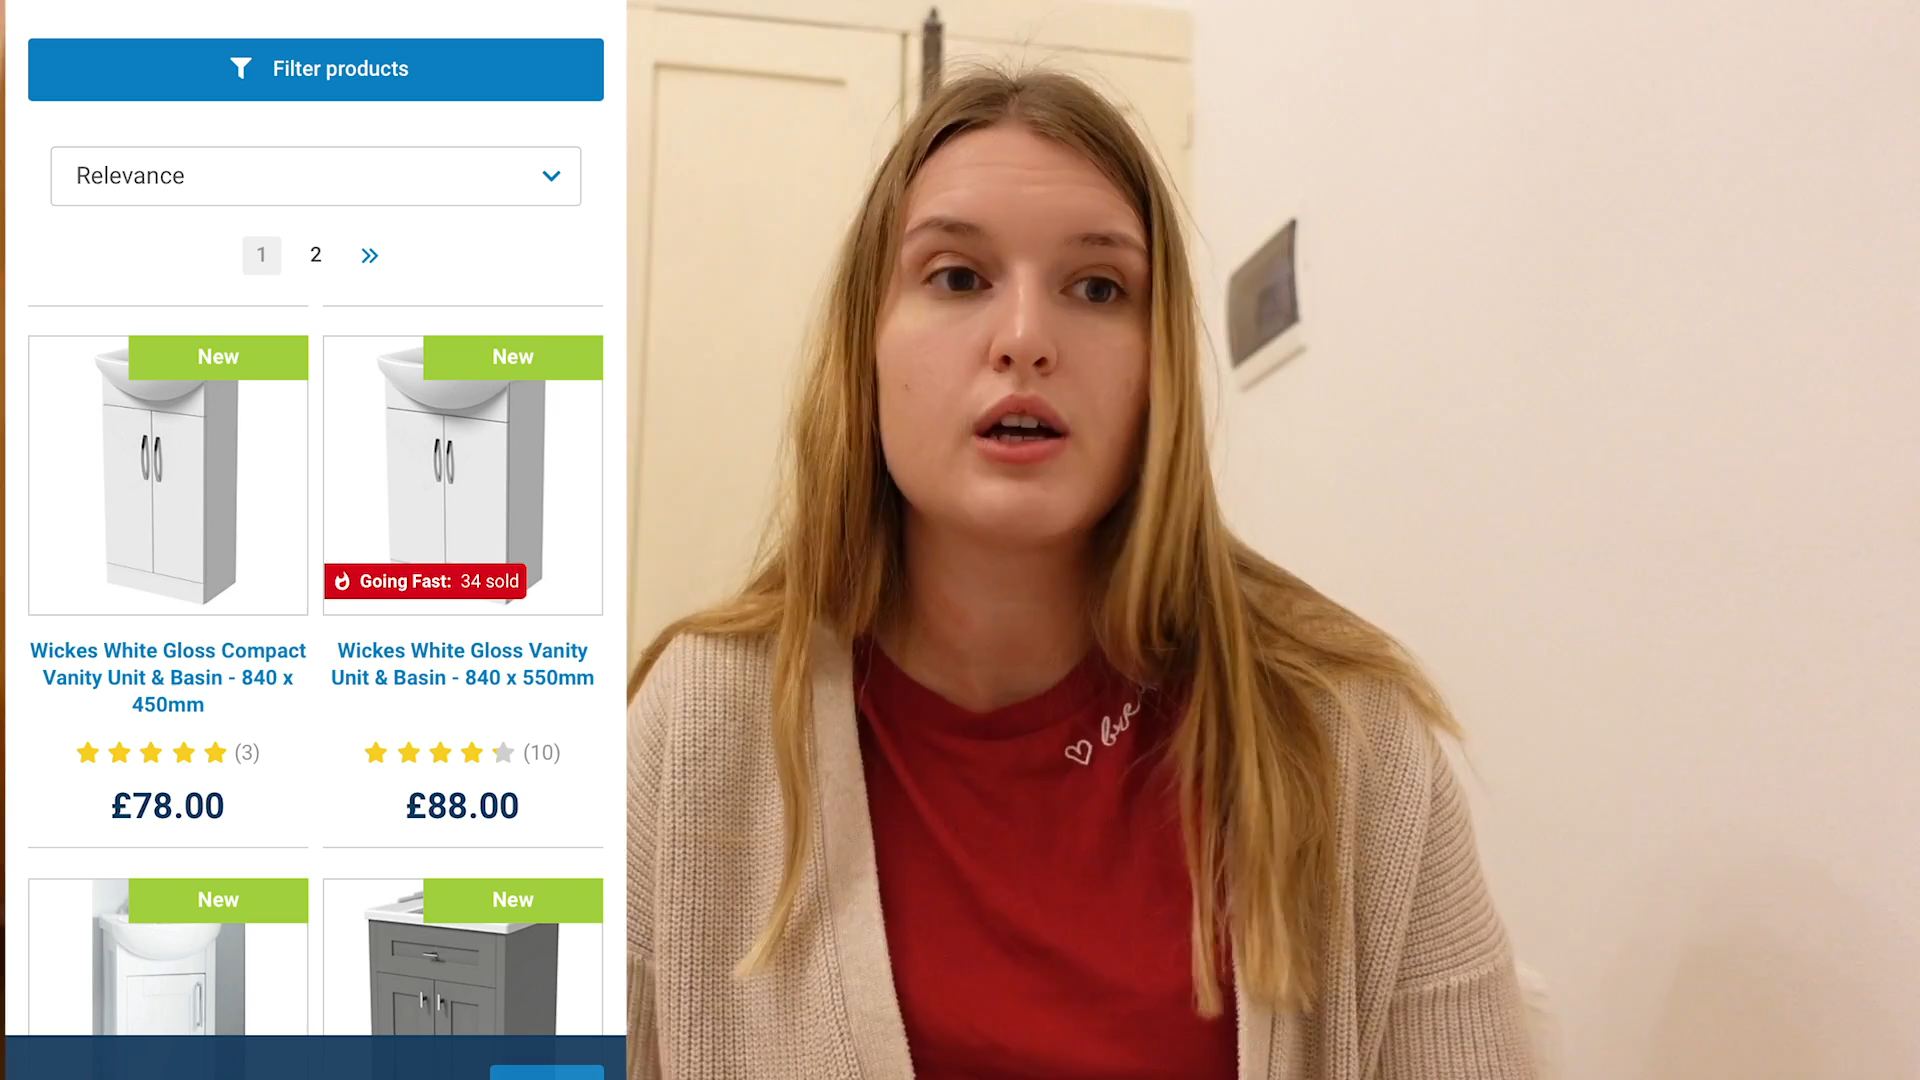 Filter products
Relevance
1 2 »
New
New
Going Fast: 34 sold
Wickes White Gloss Compact
Vanity Unit & Basin - 840 x
450mm
Wickes White Gloss Vanity
Unit & Basin - 840 x 550mm
(3)
(10)
£78.00
£88.00
New
New
love